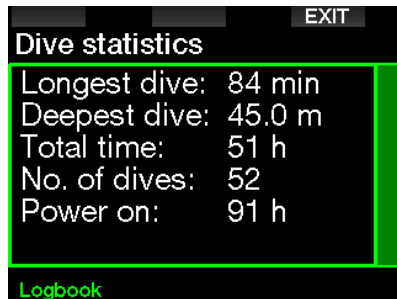 EXIT
Dive statistics
Longest dive: 84 min
Deepest dive: 45.0 m
Total time: 51 h
No. of dives: 52
Power on: 91 h
Logbook